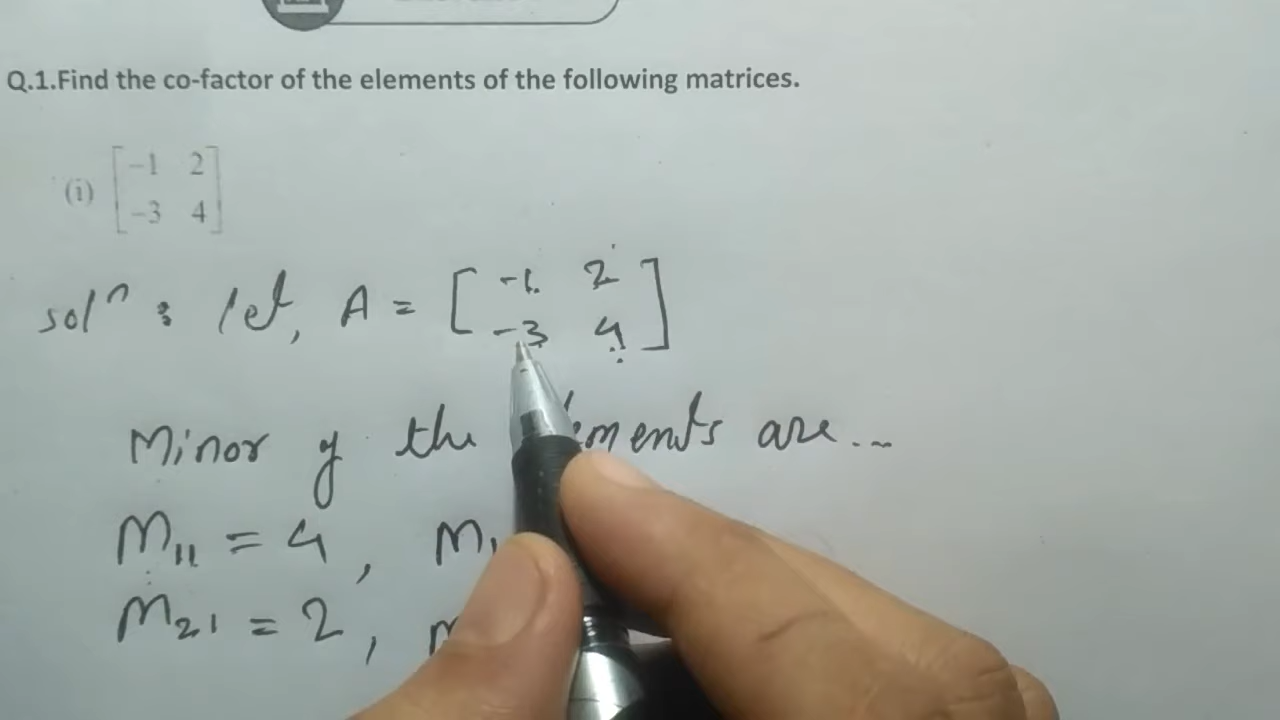 Q.1.Find the co-factor of the elements of the following matrices.
(i) [-1 2
-3 4]
solⁿ : let, A = [-1 2
-3 4]
Minor of the are...
M₁₁ = 4,
M₂₁ = 2,